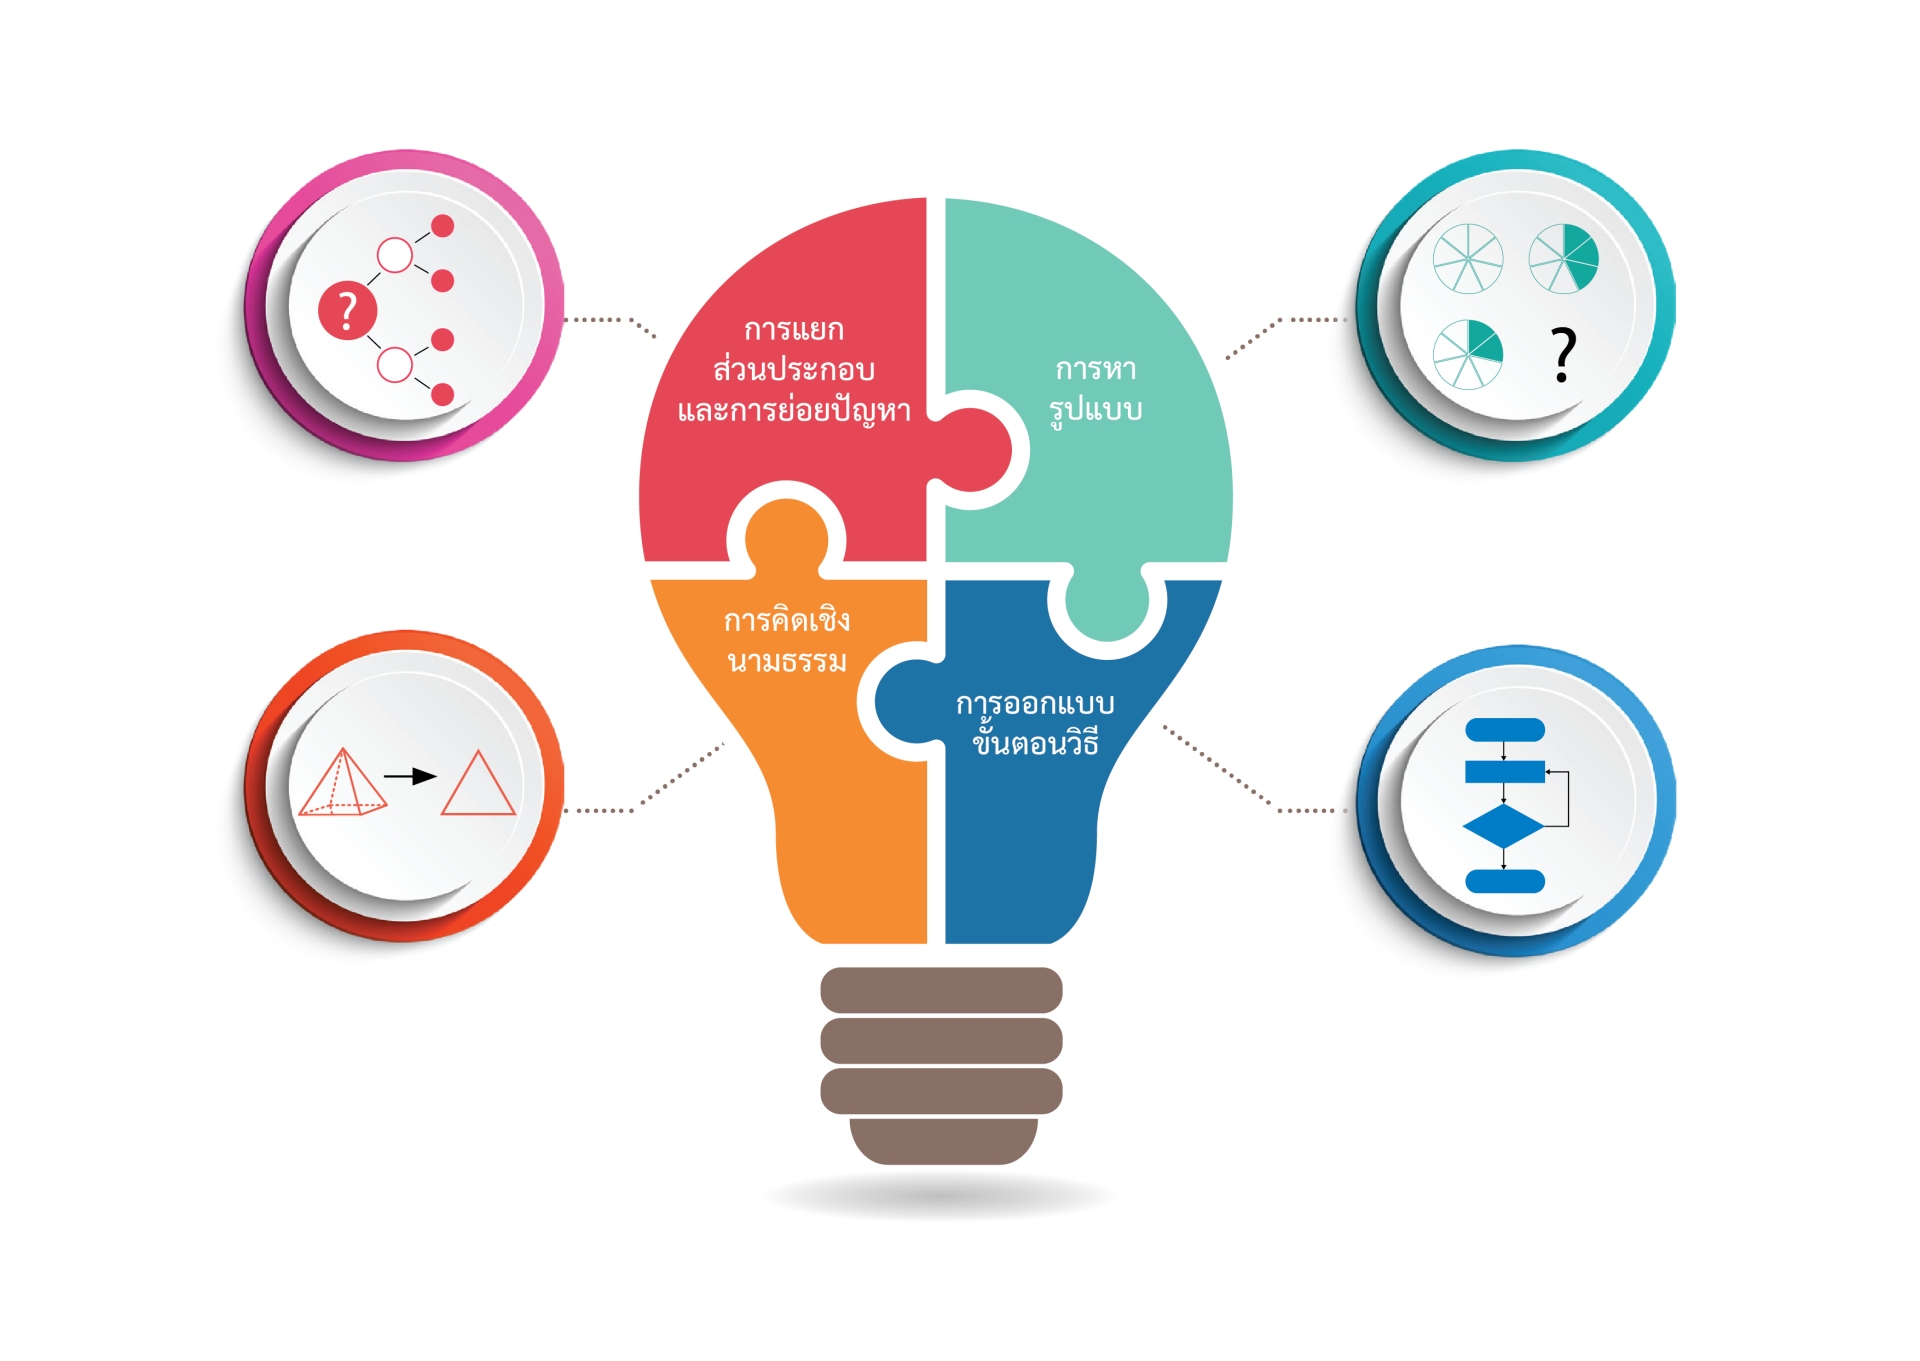 ?
การแยก
ส่วนประกอบ
และการย่อยปัญหา
การหา
รูปแบบ
?
การคิดเชิง
นามธรรม
การออกแบบ
ขั้นตอนวิธี